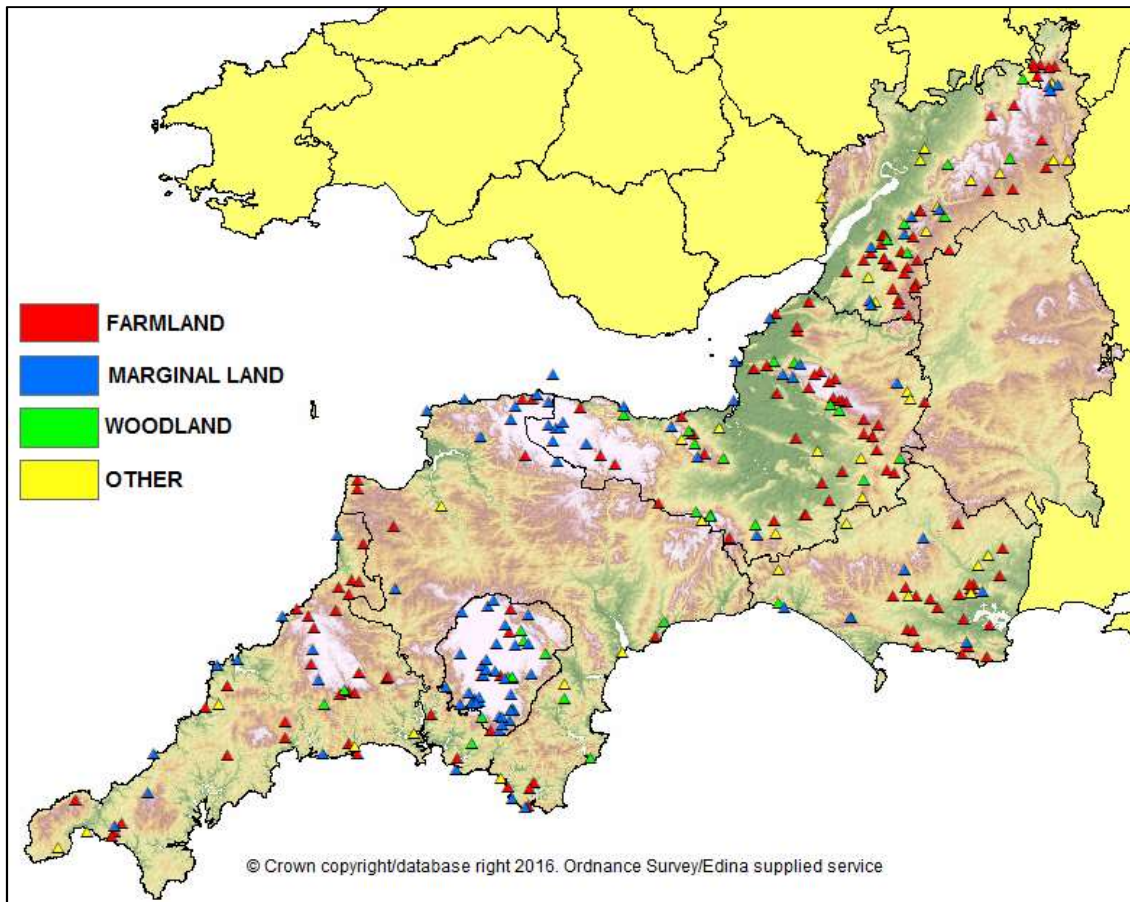 FARMLAND
MARGINAL LAND
WOODLAND
OTHER
© Crown copyright/database right 2016. Ordnance Survey/Edina supplied service